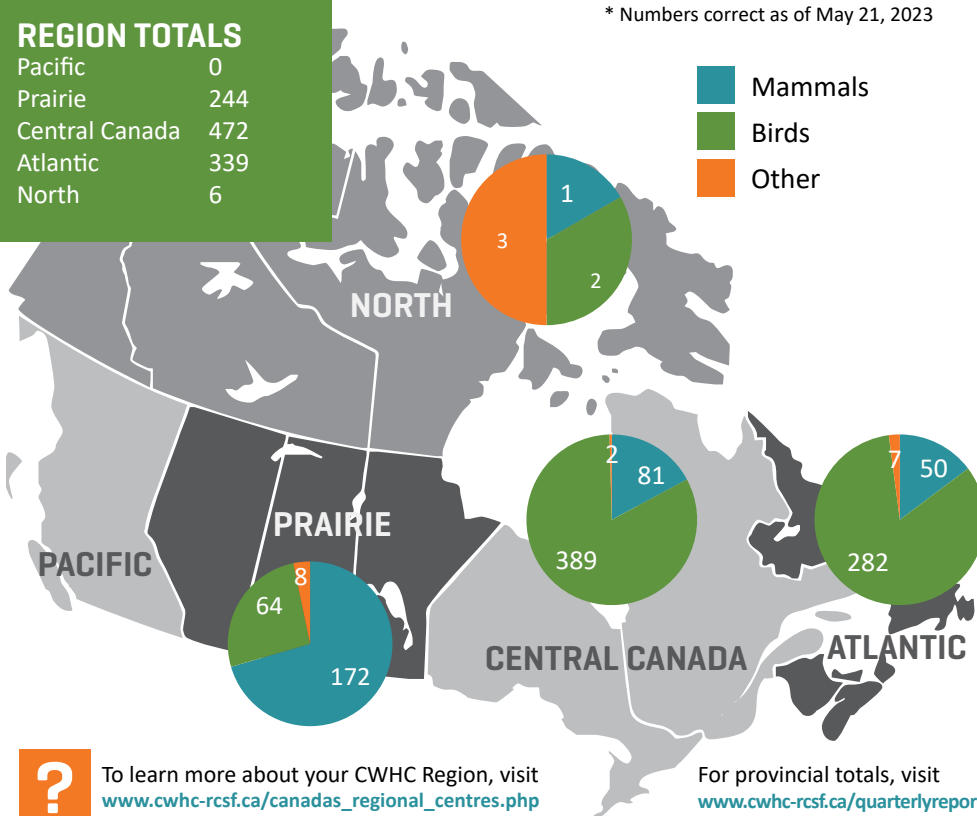 * Numbers correct as of May 21, 2023
REGION TOTALS
Pacific 0
Prairie 244
Central Canada 472
Atlantic 339
North 6
Mammals
Birds
Other
1
3
2
NORTH
2
81
389
7
50
282
PRAIRIE
PACIFIC
8
64
172
CENTRAL CANADA
ATLANTIC
?
To learn more about your CWHC Region, visit
www.cwhc-rcsf.ca/canadas_regional_centres.php
For provincial totals, visit
www.cwhc-rcsf.ca/quarterlyrepor